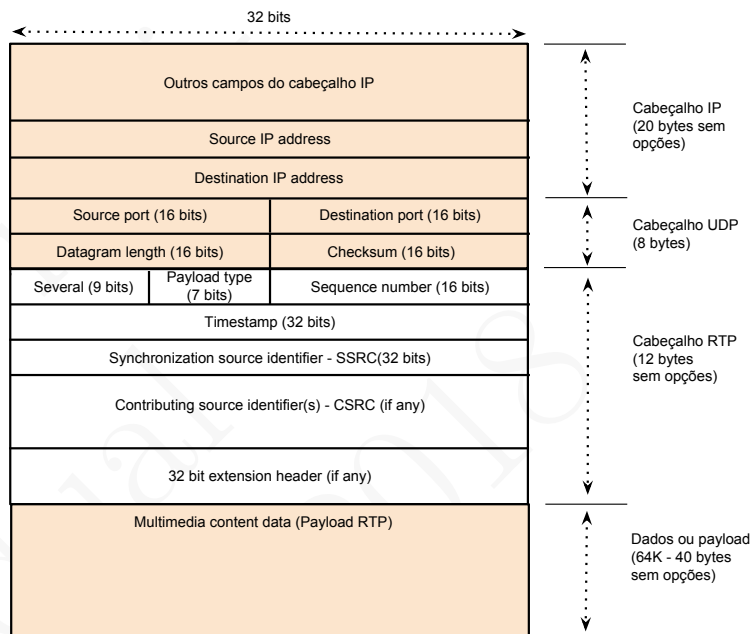 32 bits
Outros campos do cabeçalho IP
Source IP address
Destination IP address
Source port (16 bits)
Destination port (16 bits)
Datagram length (16 bits)
Checksum (16 bits)
Several (9 bits)
Payload type
(7 bits)
Sequence number (16 bits)
Timestamp (32 bits)
Synchronization source identifier - SSRC(32 bits)
Contributing source identifier(s) - CSRC (if any)
32 bit extension header (if any)
Multimedia content data (Payload RTP)
Cabeçalho IP
(20 bytes sem
opções)
Cabeçalho UDP
(8 bytes)
Cabeçalho RTP
(12 bytes
sem opções)
Dados ou payload
(64K - 40 bytes
sem opções)
2018